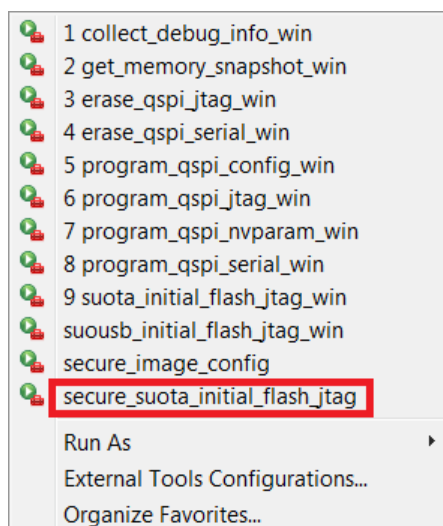 1 collect_debug_info_win
2 get_memory_snapshot_win
3 erase_qspi_jtag_win
4 erase_qspi_serial_win
5 program_qspi_config_win
6 program_qspi_jtag_win
7 program_qspi_nvparam_win
8 program_qspi_serial_win
9 suota_initial_flash_jtag_win
suousb_initial_flash_jtag_win
secure_image_config
secure_suota_initial_flash_jtag
Run As
External Tools Configurations...
Organize Favorites...